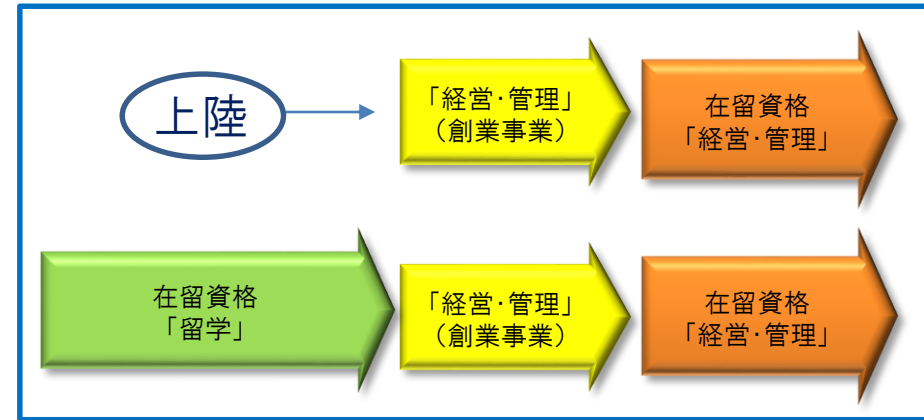 上陸
「経営・管理」
（創業事業）
在留資格
「経営・管理」
在留資格
「留学」
「経営・管理」
（創業事業）
在留資格
「経営・管理」